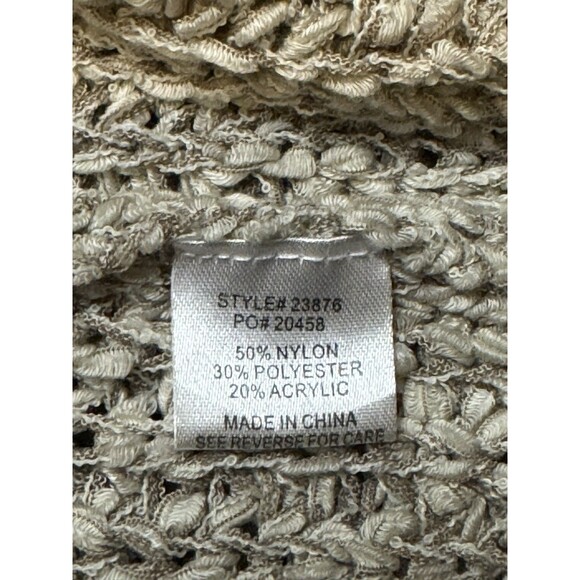 STYLE# 23876
PO# 20458
50% NYLON
30% POLYESTER
20% ACRYLIC
MADE IN CHINA
SEE REVERSE FOR CARE